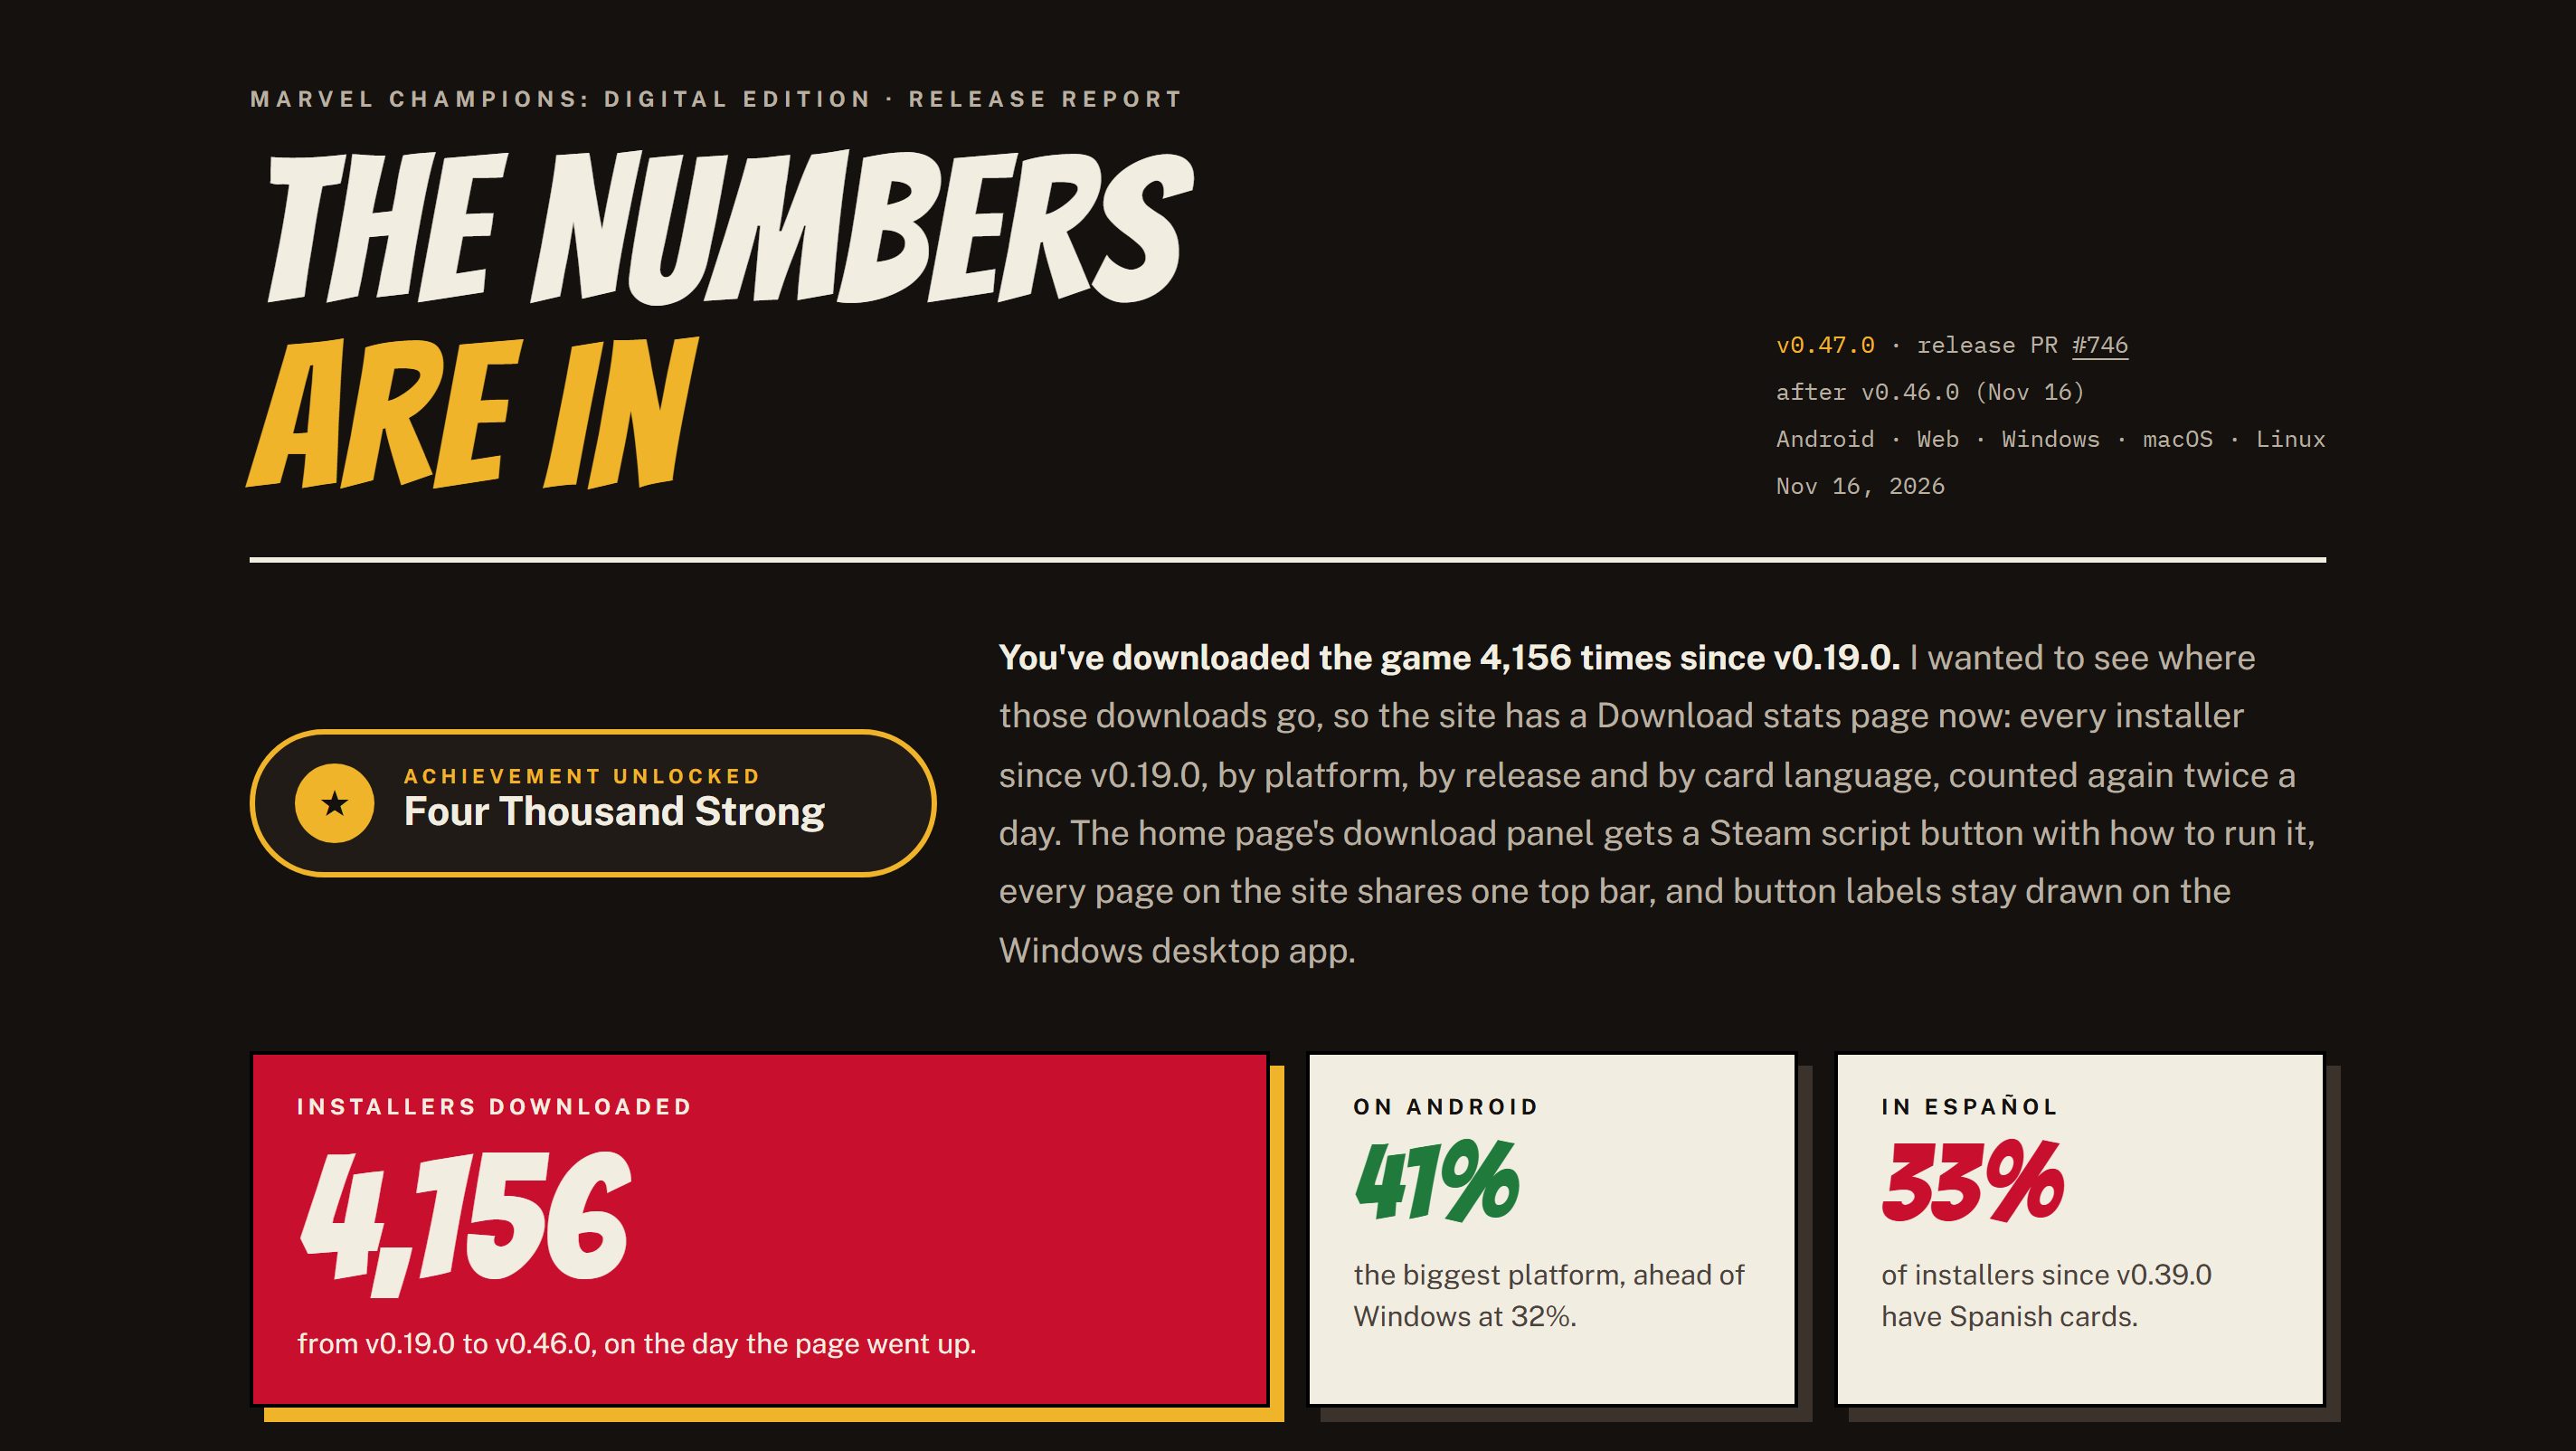 MARVEL CHAMPIONS: DIGITAL EDITION · RELEASE REPORT
THE NUMBERS
ARE IN
v0.47.0 · release PR #746
after v0.46.0 (Nov 16)
Android · Web · Windows · macOS · Linux
Nov 16, 2026
ACHIEVEMENT UNLOCKED
Four Thousand Strong
You've downloaded the game 4,156 times since v0.19.0. I wanted to see where
those downloads go, so the site has a Download stats page now: every installer
since v0.19.0, by platform, by release and by card language, counted again twice a
day. The home page's download panel gets a Steam script button with how to run it,
every page on the site shares one top bar, and button labels stay drawn on the
Windows desktop app.
INSTALLERS DOWNLOADED
4,156
from v0.19.0 to v0.46.0, on the day the page went up.
ON ANDROID
41%
the biggest platform, ahead of
Windows at 32%.
IN ESPAÑOL
33%
of installers since v0.39.0
have Spanish cards.